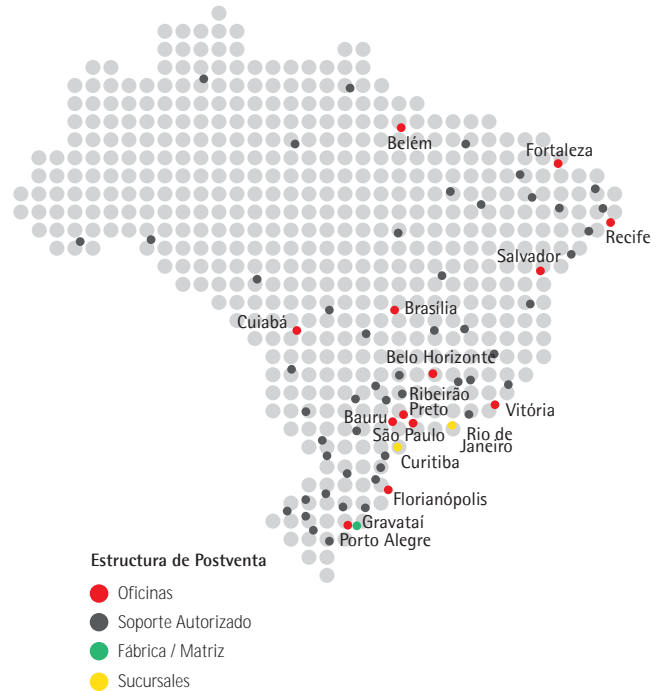 Belém
Fortaleza
Recife
Salvador
Brasília
Cuiabá
Belo Horizonte
Ribeirão
Preto
Bauru
Vitória
São Paulo
Rio de
Janeiro
Curitiba
Florianópolis
Gravataí
Porto Alegre
Estructura de Postventa
Oficinas
Soporte Autorizado
Fábrica / Matriz
Sucursales